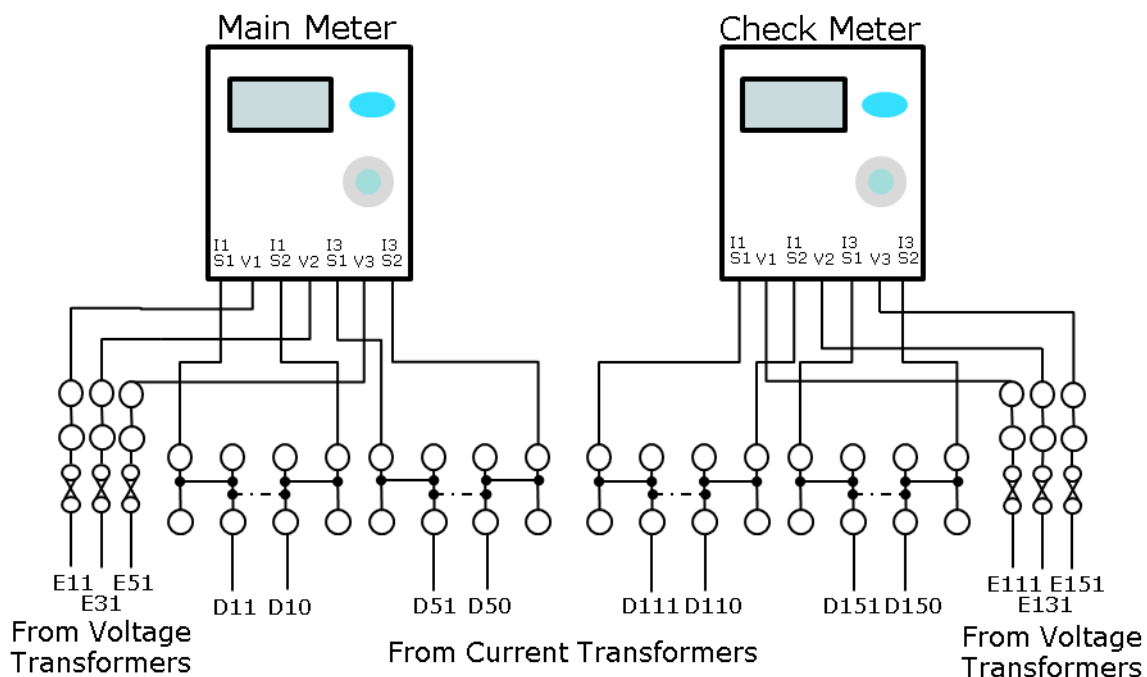 Main Meter
Check Meter
I1 I1 I3 I3
S1 V1 S2 V2 S1 V3 S2
I1 I1 I3 I3
S1 V1 S2 V2 S1 V3 S2
E11 E51
E31
From Voltage
Transformers
D11 D10 D51 D50 D111 D110 D151 D150
From Current Transformers
E111 E151
E131
From Voltage
Transformers